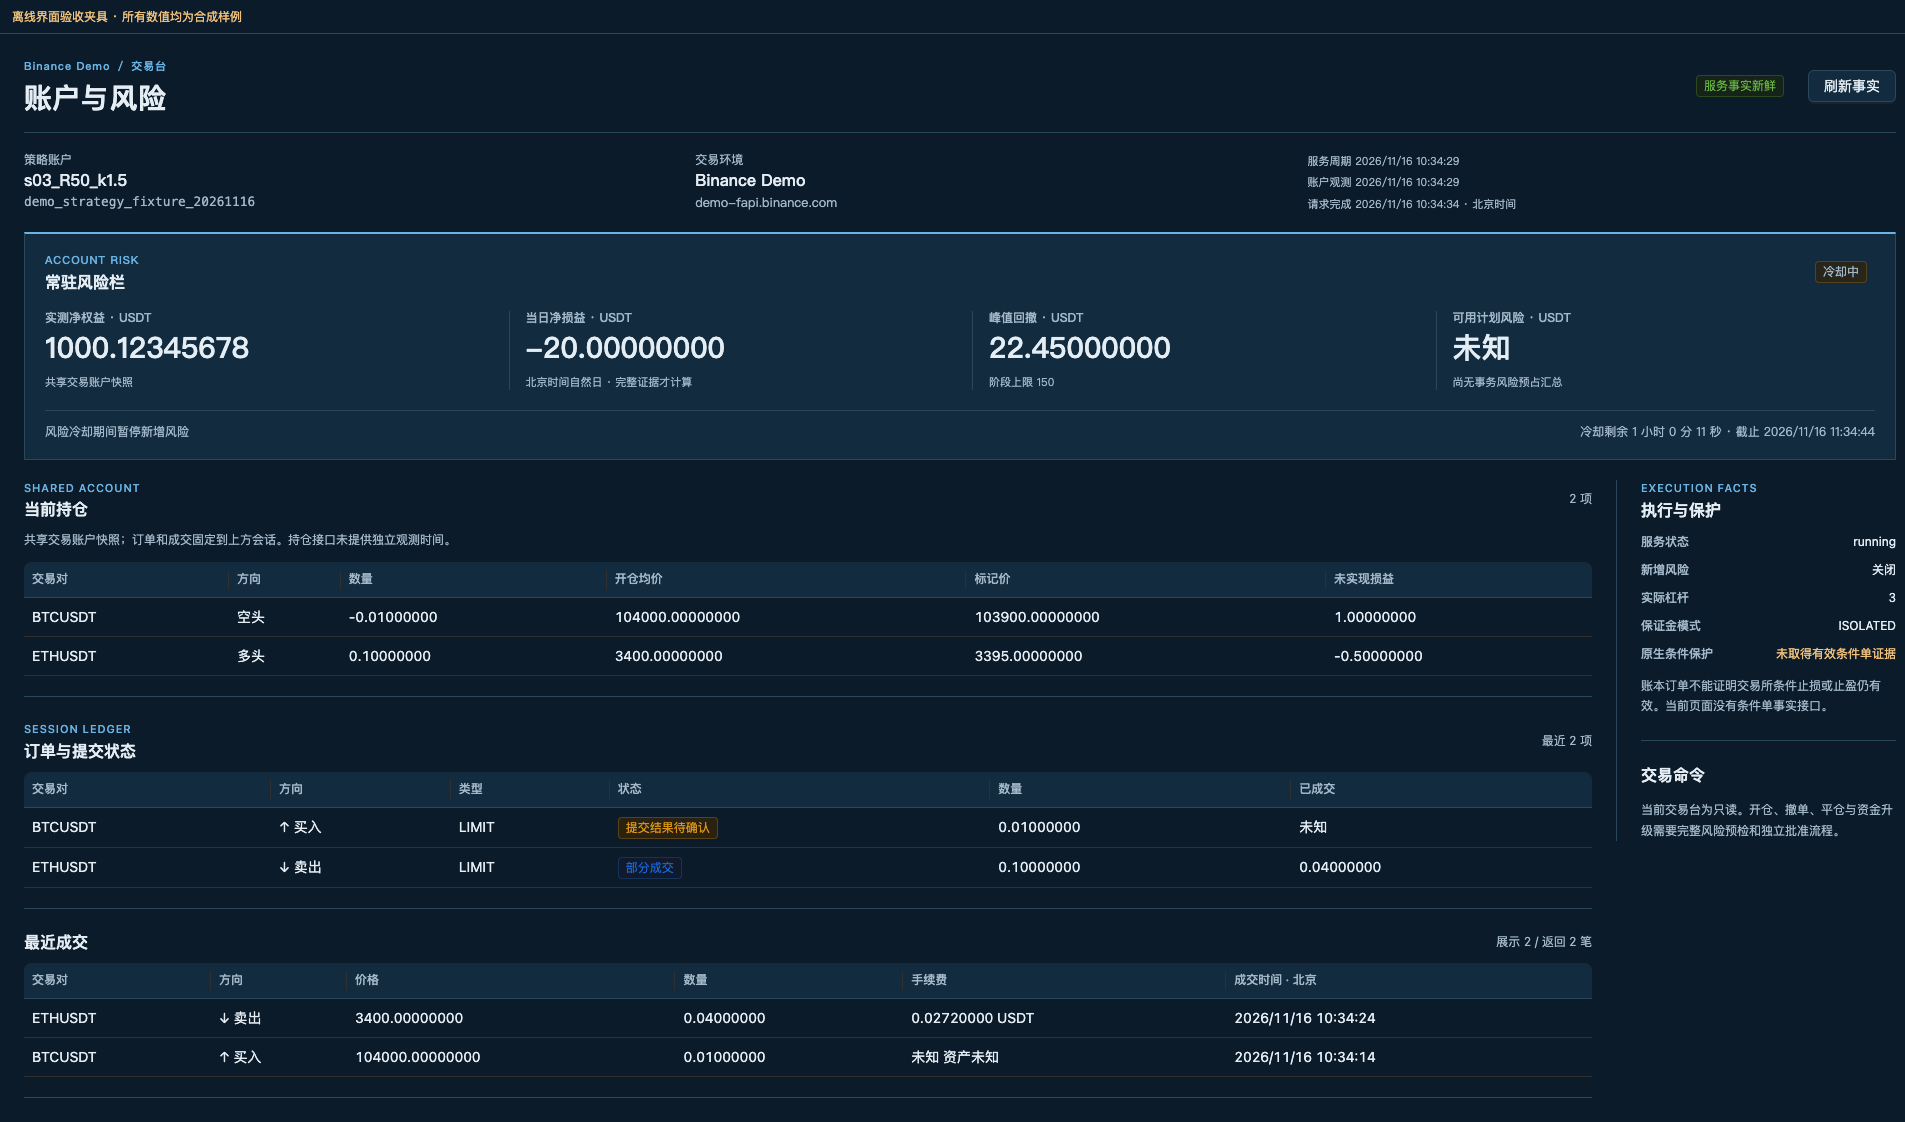 离线界面验收夹具 · 所有数值均为合成样例
Binance Demo / 交易台
账户与风险
服务事实新鲜
刷新事实
策略账户
s03_R50_k1.5
demo_strategy_fixture_20261116
交易环境
Binance Demo
demo-fapi.binance.com
服务周期 2026/11/16 10:34:29
账户观测 2026/11/16 10:34:29
请求完成 2026/11/16 10:34:34 · 北京时间
ACCOUNT RISK
常驻风险栏
冷却中
实测净权益 · USDT
1000.12345678
共享交易账户快照
当日净损益 · USDT
−20.00000000
北京时间自然日 · 完整证据才计算
峰值回撤 · USDT
22.45000000
阶段上限 150
可用计划风险 · USDT
未知
尚无事务风险预占汇总
风险冷却期间暂停新增风险
冷却剩余 1 小时 0 分 11 秒 · 截止 2026/11/16 11:34:44
SHARED ACCOUNT
当前持仓
2 项
共享交易账户快照；订单和成交固定到上方会话。持仓接口未提供独立观测时间。
交易对 方向 数量 开仓均价 标记价 未实现损益
BTCUSDT 空头 -0.01000000 104000.00000000 103900.00000000 1.00000000
ETHUSDT 多头 0.10000000 3400.00000000 3395.00000000 -0.50000000
SESSION LEDGER
订单与提交状态
最近 2 项
交易对 方向 类型 状态 数量 已成交
BTCUSDT ↑ 买入 LIMIT 提交结果待确认 0.01000000 未知
ETHUSDT ↓ 卖出 LIMIT 部分成交 0.10000000 0.04000000
最近成交
展示 2 / 返回 2 笔
交易对 方向 价格 数量 手续费 成交时间 · 北京
ETHUSDT ↓ 卖出 3400.00000000 0.04000000 0.02720000 USDT 2026/11/16 10:34:24
BTCUSDT ↑ 买入 104000.00000000 0.01000000 未知 资产未知 2026/11/16 10:34:14
EXECUTION FACTS
执行与保护
服务状态 running
新增风险 关闭
实际杠杆 3
保证金模式 ISOLATED
原生条件保护 未取得有效条件单证据
账本订单不能证明交易所条件止损或止盈仍有
效。当前页面没有条件单事实接口。
交易命令
当前交易台为只读。开仓、撤单、平仓与资金升
级需要完整风险预检和独立批准流程。